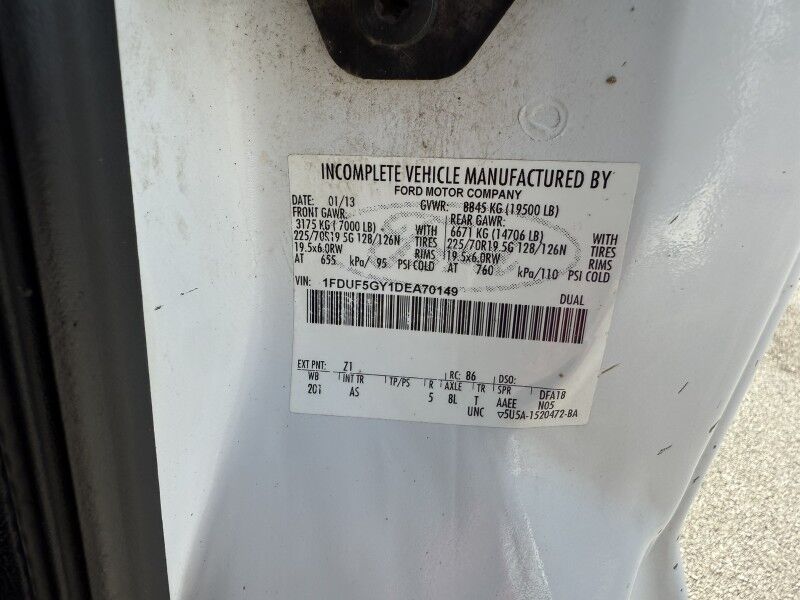 INCOMPLETE VEHICLE MANUFACTURED BY
FORD MOTOR COMPANY
DATE: 01/13 GVWR: 8845 KG (19500 LB)
FRONT GAWR: REAR GAWR:
3175 KG ( 7000 LB) WITH 6671 KG (14706 LB) WITH
225/70R19.5G 128/126N TIRES 225/70R19.5G 128/126N TIRES
19.5x6.0RW RIMS 19.5x6.0RW RIMS
AT 655 kPa/ 95 PSI COLD AT 760 kPa/110 PSI COLD
VIN: 1FDUF5GY1DEA70149
DUAL
EXT PNT: Z1 RC: 86 DSO:
WB INT TR TP/PS R AXLE TR SPR DFA18
201 AS 5 8L T AAEE N05
UNC ▽5U5A-1520472-BA